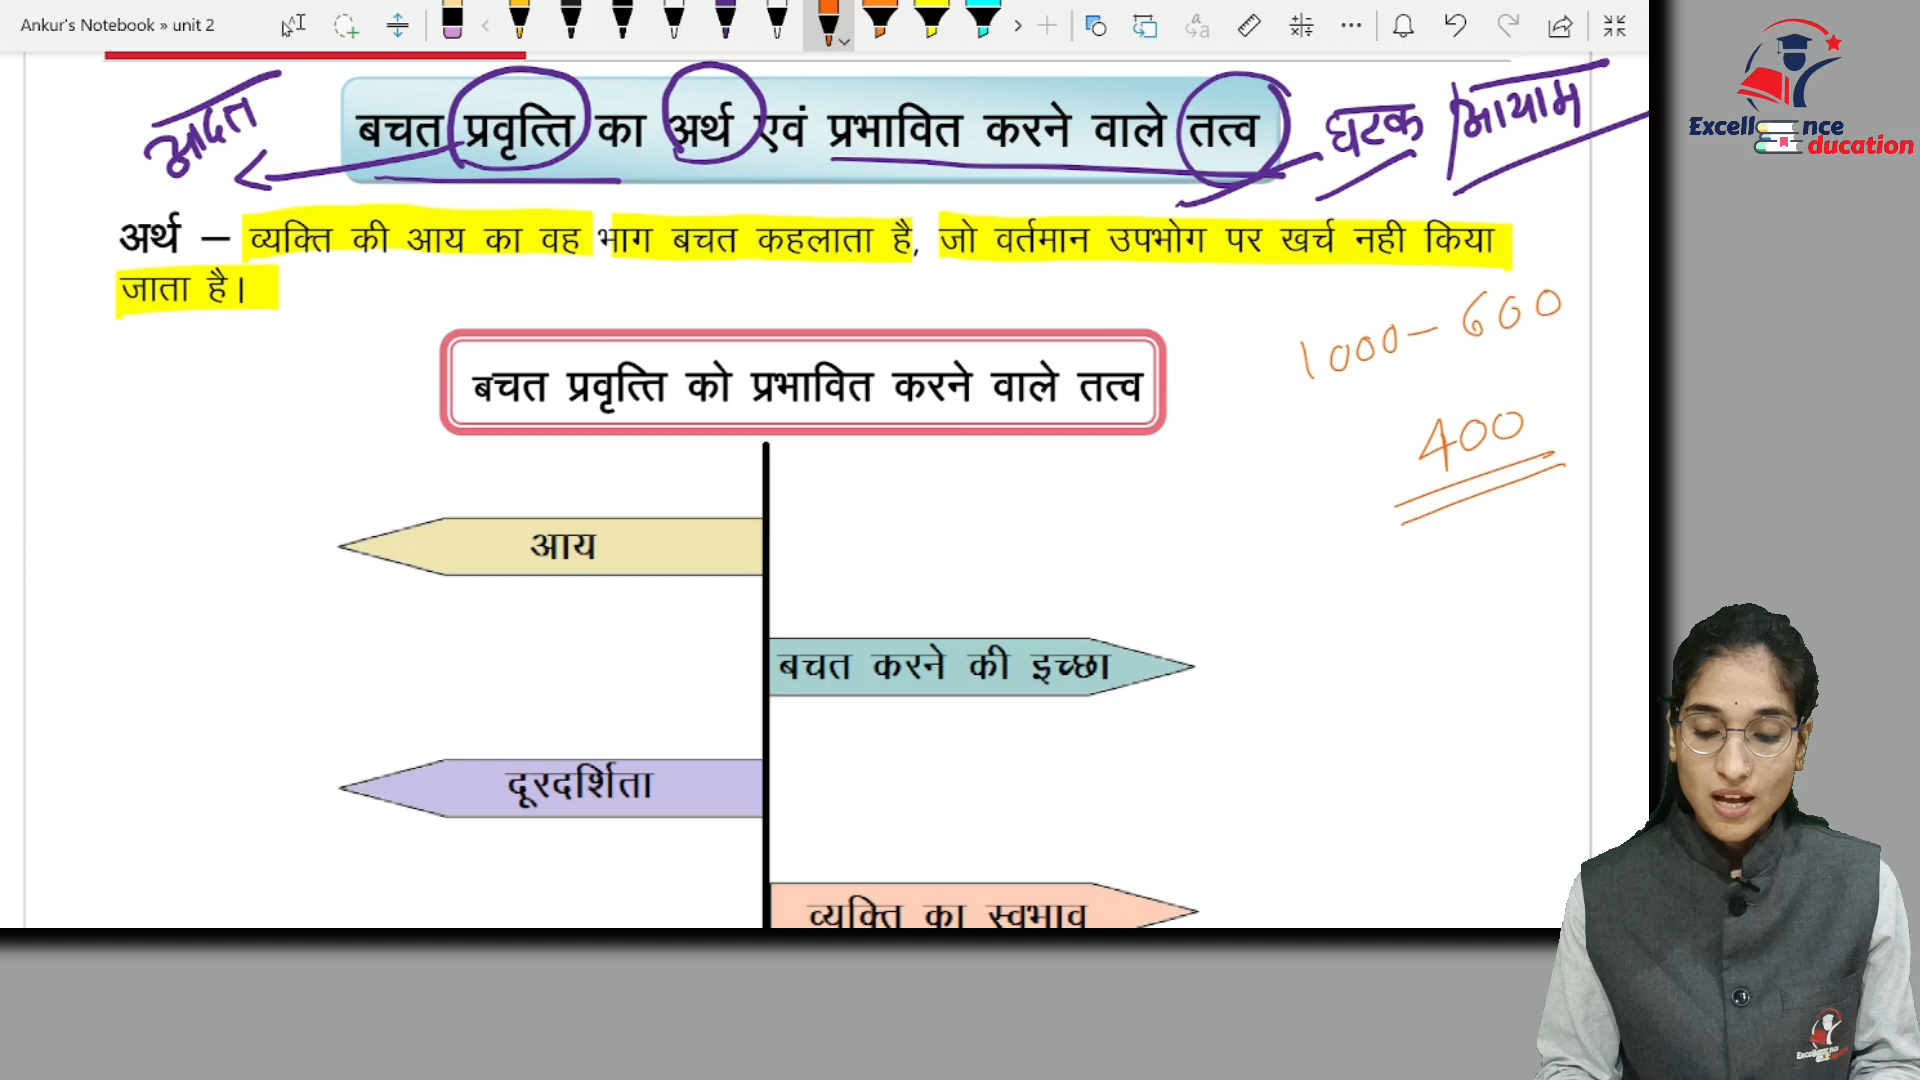 Ankur's Notebook » unit 2
Excellence
Education
आदत
बचत प्रवृत्ति का अर्थ एवं प्रभावित करने वाले तत्व
घटक / आयाम
अर्थ – व्यक्ति की आय का वह भाग बचत कहलाता है, जो वर्तमान उपभोग पर खर्च नही किया
जाता है।
1000 – 600
400
बचत प्रवृत्ति को प्रभावित करने वाले तत्व
आय
बचत करने की इच्छा
दूरदर्शिता
व्यक्ति का स्वभाव